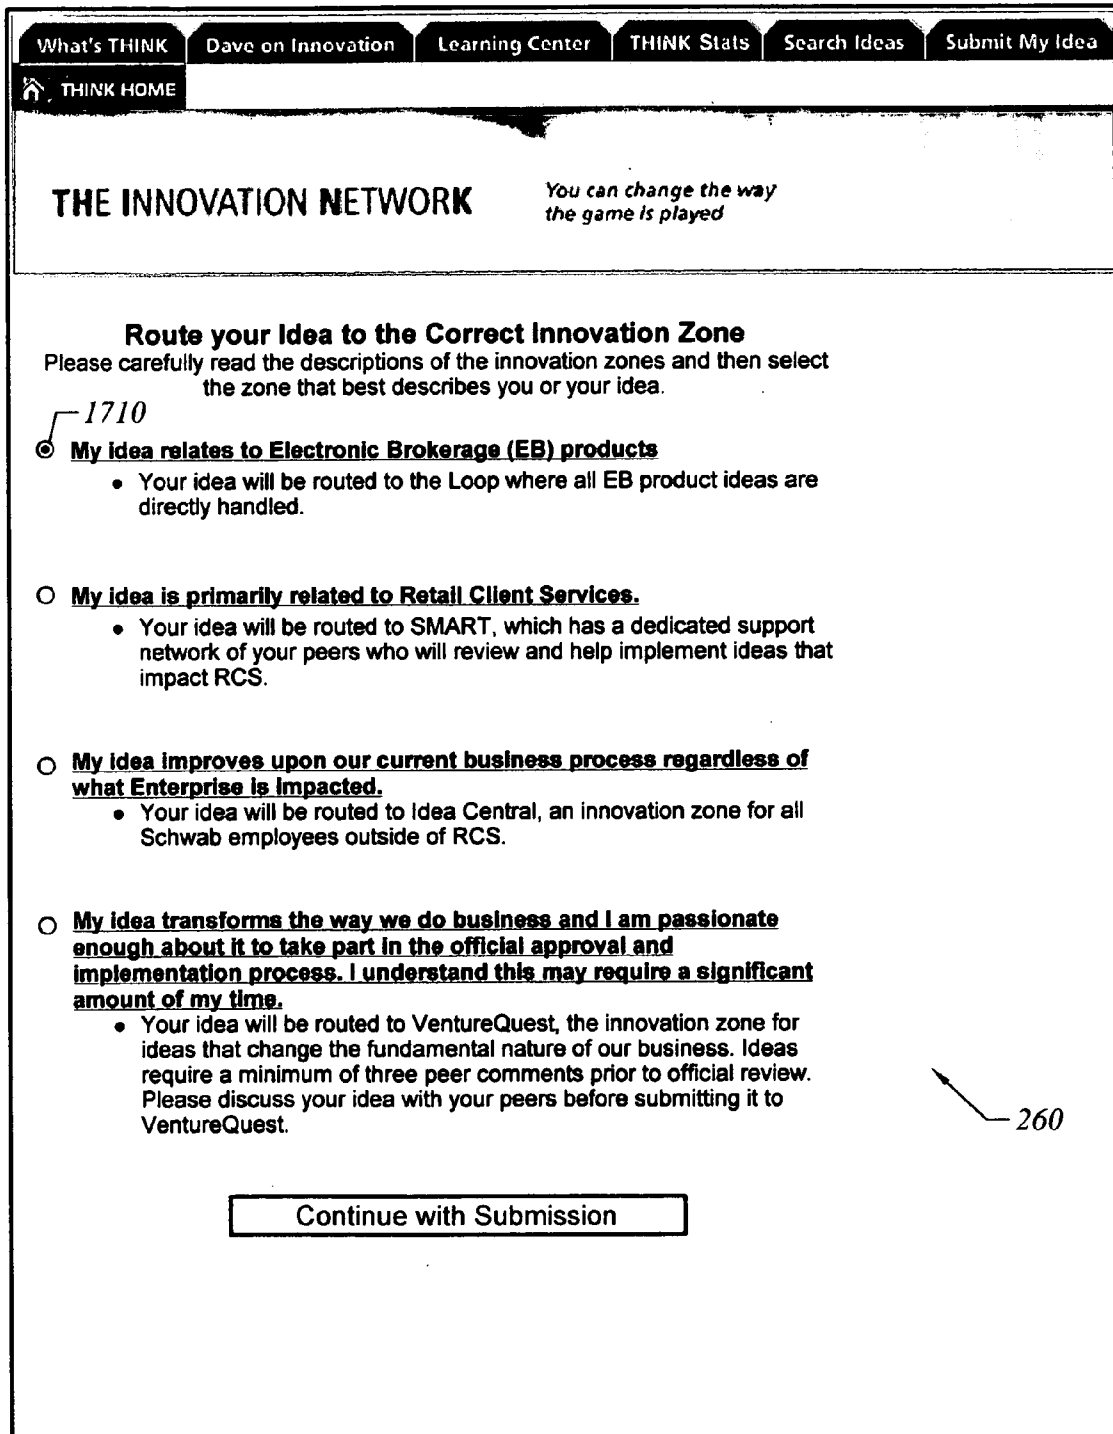 What's THINK Dave on Innovation Learning Center THINK Stats Search Ideas Submit My Idea
THINK HOME
THE INNOVATION NETWORK
You can change the way
the game is played
Route your Idea to the Correct Innovation Zone
Please carefully read the descriptions of the innovation zones and then select
the zone that best describes you or your idea.
1710
My idea relates to Electronic Brokerage (EB) products
• Your idea will be routed to the Loop where all EB product ideas are
directly handled.
My idea is primarily related to Retail Client Services.
• Your idea will be routed to SMART, which has a dedicated support
network of your peers who will review and help implement ideas that
impact RCS.
My idea improves upon our current business process regardless of
what Enterprise is impacted.
• Your idea will be routed to Idea Central, an innovation zone for all
Schwab employees outside of RCS.
My idea transforms the way we do business and I am passionate
enough about it to take part in the official approval and
implementation process. I understand this may require a significant
amount of my time.
• Your idea will be routed to VentureQuest, the innovation zone for
ideas that change the fundamental nature of our business. Ideas
require a minimum of three peer comments prior to official review.
Please discuss your idea with your peers before submitting it to
VentureQuest.
260
Continue with Submission